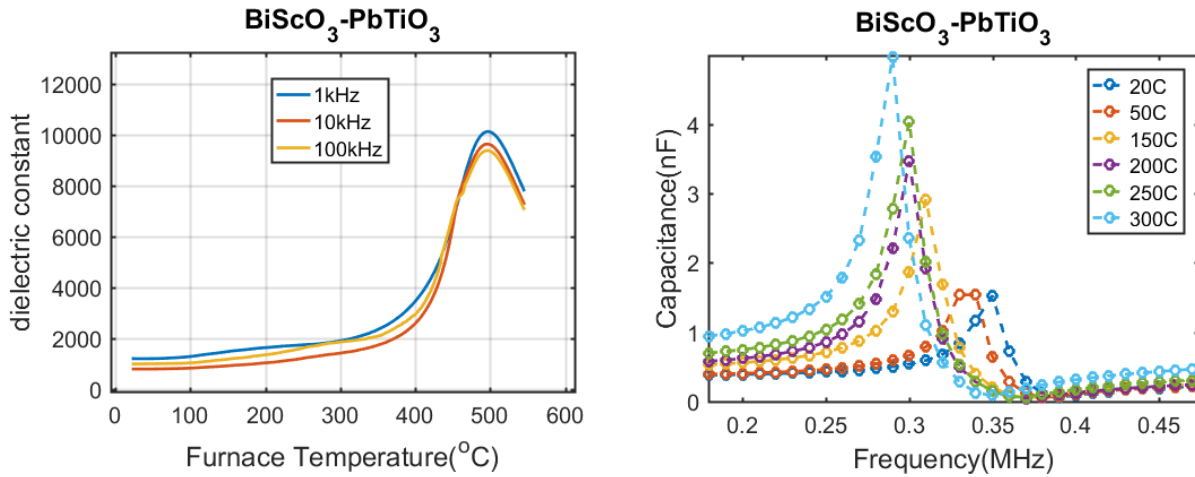 BiScO3-PbTiO3
12000
10000
8000
6000
4000
2000
0
dielectric constant
1kHz
10kHz
100kHz
0 100 200 300 400 500 600
Furnace Temperature(°C)
BiScO3-PbTiO3
4
3
2
1
0
Capacitance(nF)
20C
50C
150C
200C
250C
300C
0.2 0.25 0.3 0.35 0.4 0.45
Frequency(MHz)